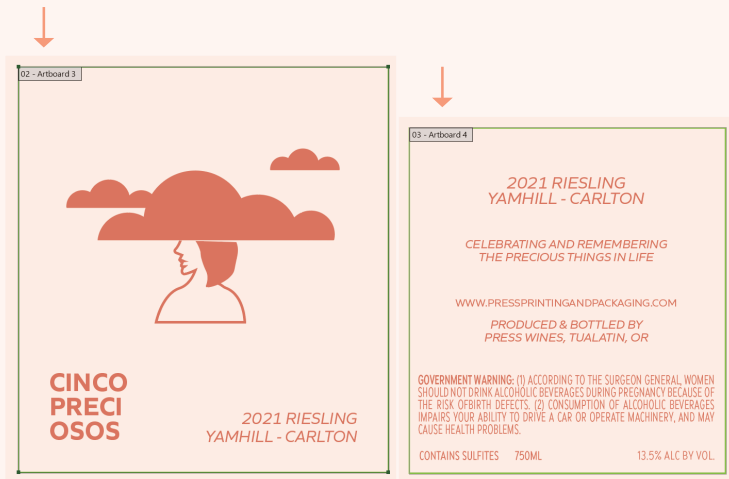 02 - Artboard 3
CINCO
PRECI
OSOS
2021 RIESLING
YAMHILL - CARLTON
03 - Artboard 4
2021 RIESLING
YAMHILL - CARLTON
CELEBRATING AND REMEMBERING
THE PRECIOUS THINGS IN LIFE
WWW.PRESSPRINTINGANDPACKAGING.COM
PRODUCED & BOTTLED BY
PRESS WINES, TUALATIN, OR
GOVERNMENT WARNING: (1) ACCORDING TO THE SURGEON GENERAL, WOMEN
SHOULD NOT DRINK ALCOHOLIC BEVERAGES DURING PREGNANCY BECAUSE OF
THE RISK OFBIRTH DEFECTS. (2) CONSUMPTION OF ALCOHOLIC BEVERAGES
IMPAIRS YOUR ABILITY TO DRIVE A CAR OR OPERATE MACHINERY, AND MAY
CAUSE HEALTH PROBLEMS.
CONTAINS SULFITES 750ML 13.5% ALC BY VOL.